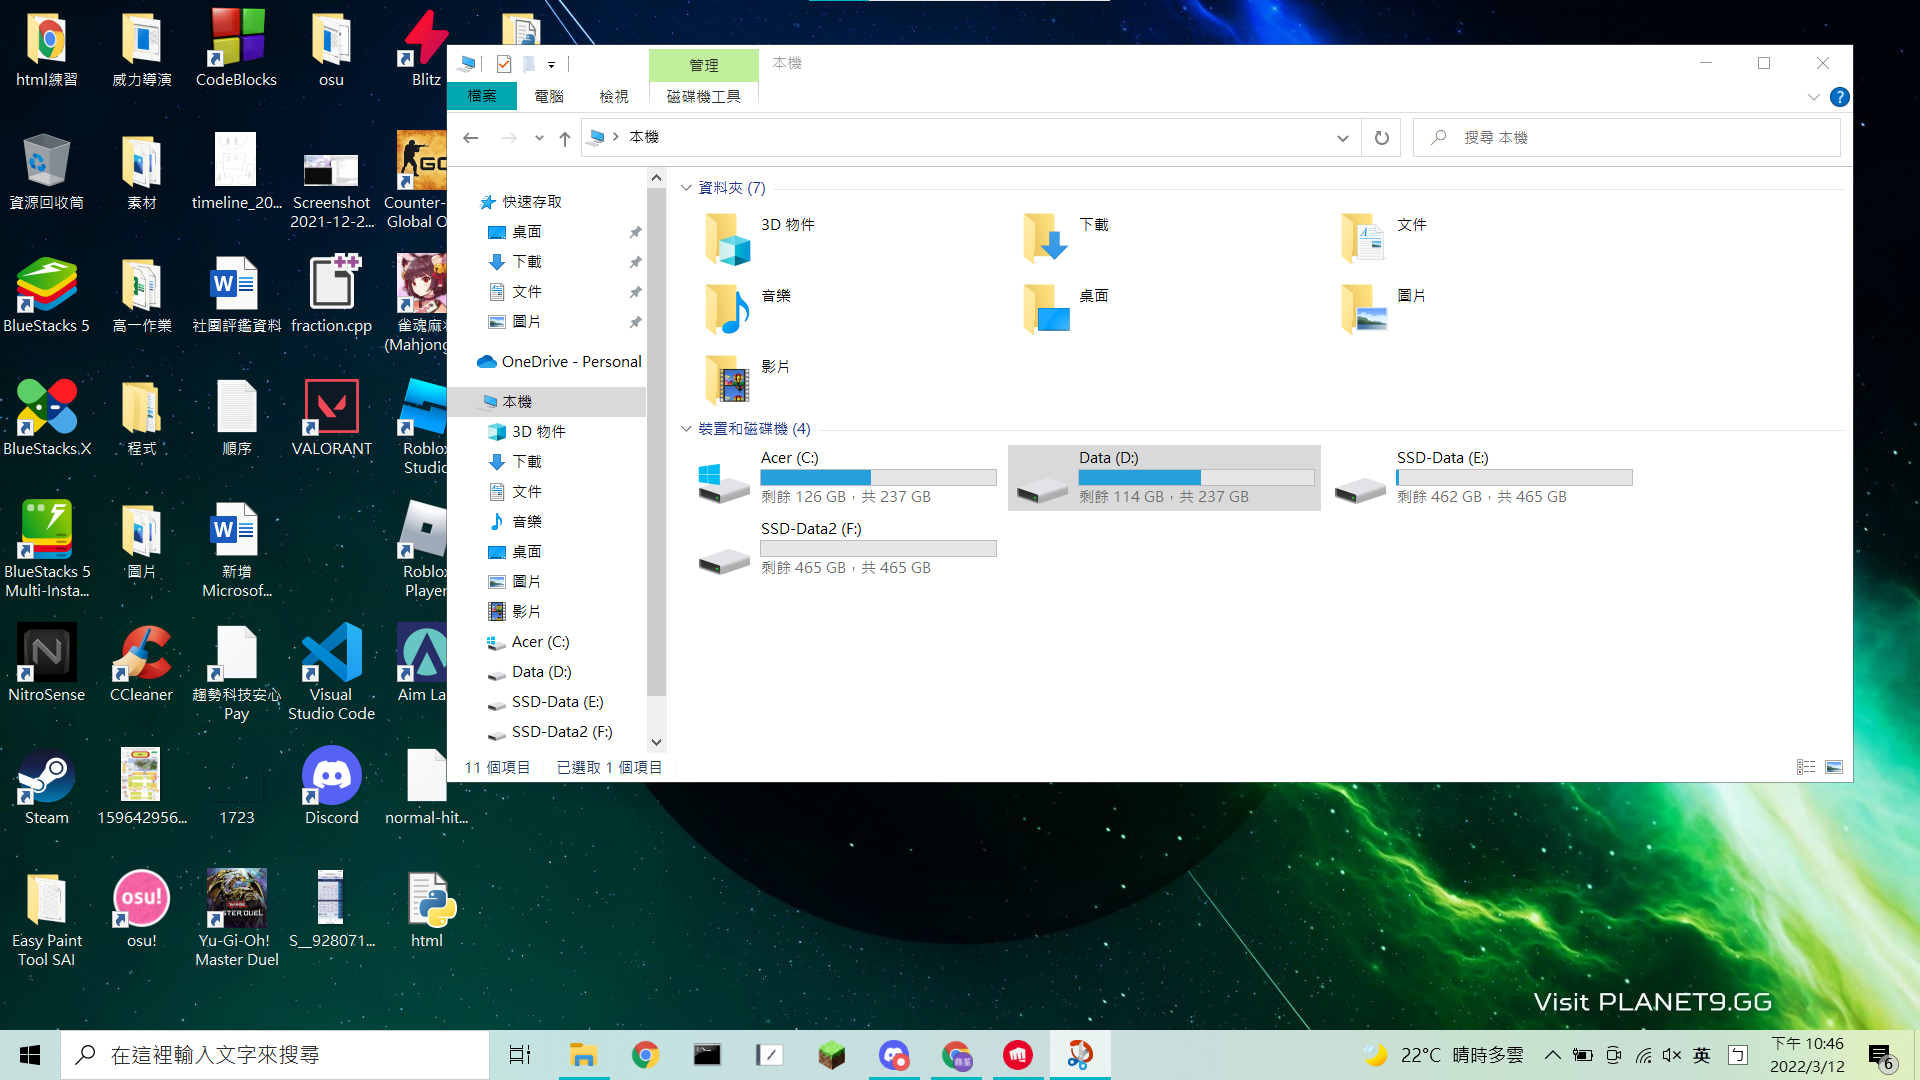 html練習
威力導演
CodeBlocks
osu
Blitz
資源回收筒
素材
timeline_20...
Screenshot
2021-12-2...
Counter-
Global O
BlueStacks 5
高一作業
社團評鑑資料
fraction.cpp
雀魂麻
(Mahjong
BlueStacks X
程式
順序
VALORANT
Roblox
Studio
BlueStacks 5
Multi-Insta...
圖片
新增
Microsof...
Roblox
Player
NitroSense
CCleaner
趨勢科技安心
Pay
Visual
Studio Code
Aim La
Steam
159642956...
1723
Discord
normal-hit...
Easy Paint
Tool SAI
osu!
Yu-Gi-Oh!
Master Duel
S__928071...
html
管理
本機
檔案
電腦
檢視
磁碟機工具
本機
搜尋 本機
快速存取
桌面
下載
文件
圖片
OneDrive - Personal
本機
3D 物件
下載
文件
音樂
桌面
圖片
影片
Acer (C:)
Data (D:)
SSD-Data (E:)
SSD-Data2 (F:)
資料夾 (7)
3D 物件
下載
文件
音樂
桌面
圖片
影片
裝置和磁碟機 (4)
Acer (C:)
剩餘 126 GB，共 237 GB
Data (D:)
剩餘 114 GB，共 237 GB
SSD-Data (E:)
剩餘 462 GB，共 465 GB
SSD-Data2 (F:)
剩餘 465 GB，共 465 GB
11 個項目
已選取 1 個項目
Visit PLANET9.GG
在這裡輸入文字來搜尋
22°C 晴時多雲
英
下午 10:46
2022/3/12
6